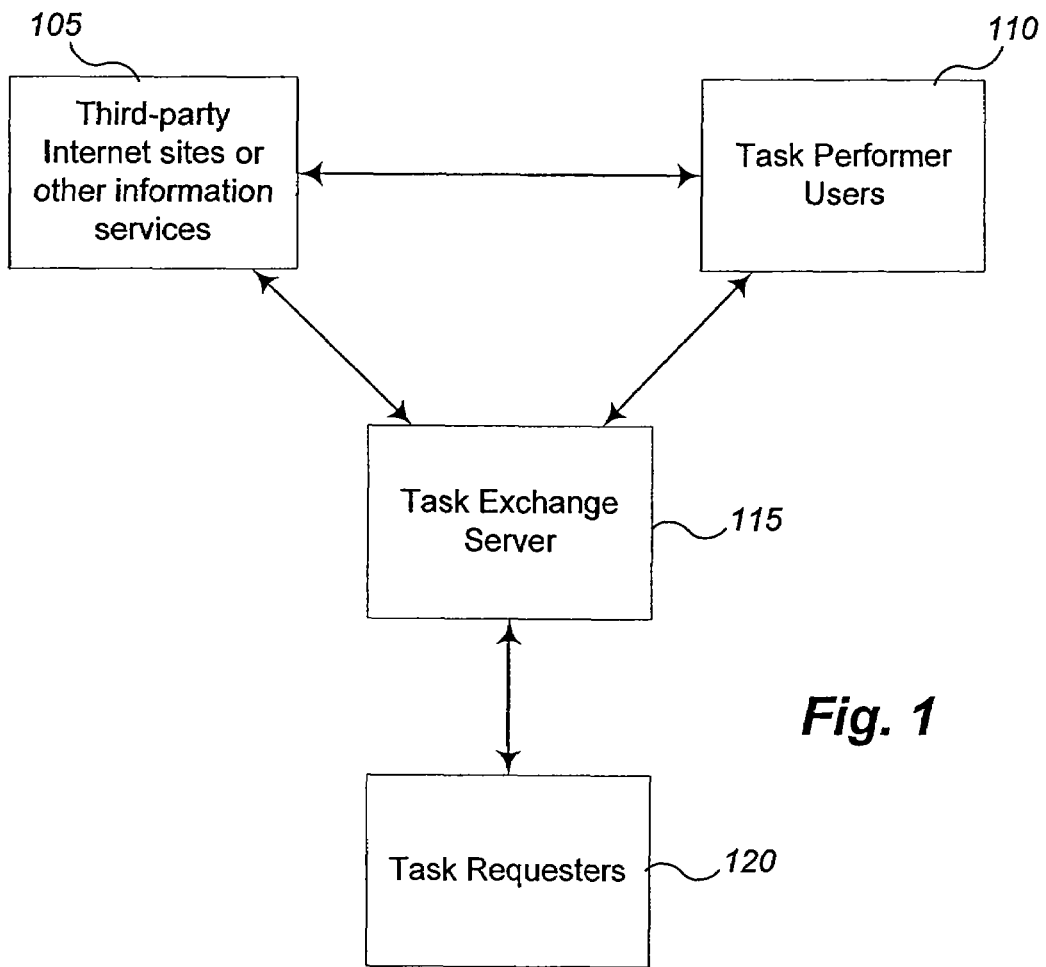 105
110
Third-party
Internet sites or
other information
services
Task Performer
Users
Task Exchange
Server
115
Fig. 1
Task Requesters
120